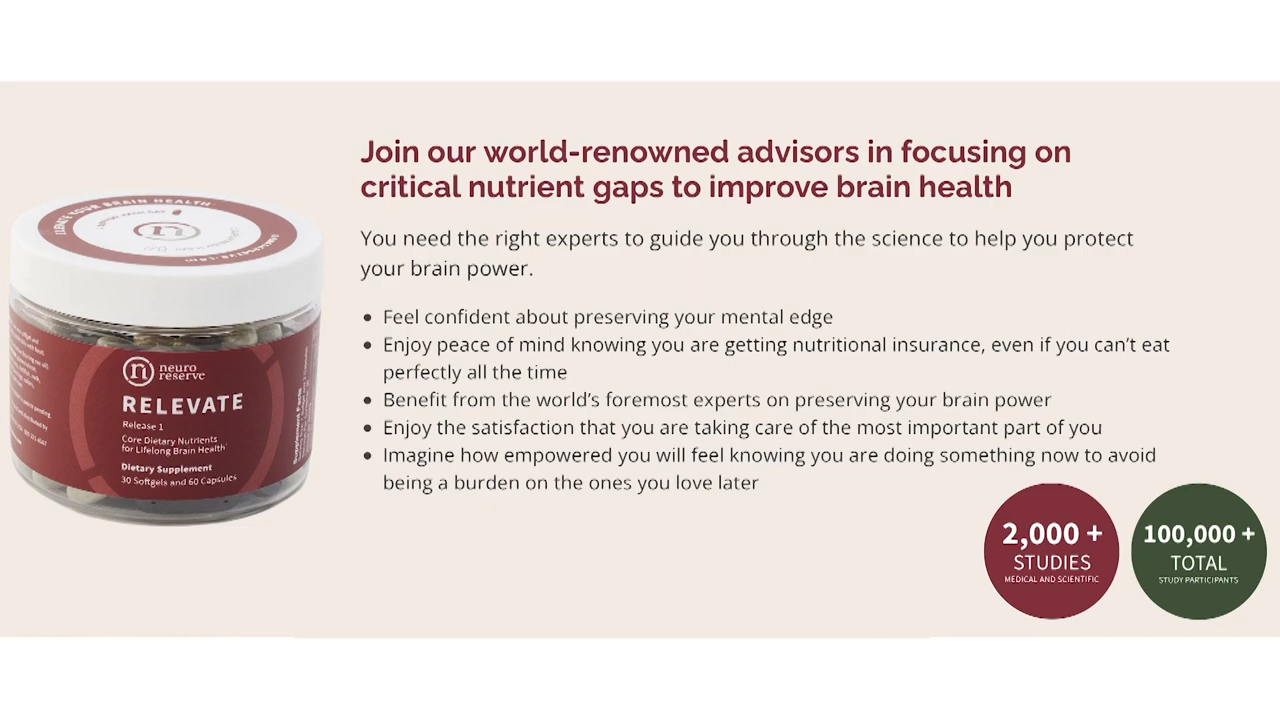 Join our world-renowned advisors in focusing on
critical nutrient gaps to improve brain health
You need the right experts to guide you through the science to help you protect
your brain power.
• Feel confident about preserving your mental edge
• Enjoy peace of mind knowing you are getting nutritional insurance, even if you can't eat
perfectly all the time
• Benefit from the world's foremost experts on preserving your brain power
• Enjoy the satisfaction that you are taking care of the most important part of you
• Imagine how empowered you will feel knowing you are doing something now to avoid
being a burden on the ones you love later
2,000 +
STUDIES
MEDICAL AND SCIENTIFIC
100,000 +
TOTAL
STUDY PARTICIPANTS
YOUR BRAIN HEALTH
n
neuro
reserve
RELEVATE
Release 1
Core Dietary Nutrients
for Lifelong Brain Health
Dietary Supplement
30 Softgels and 60 Capsules
Supplement Facts